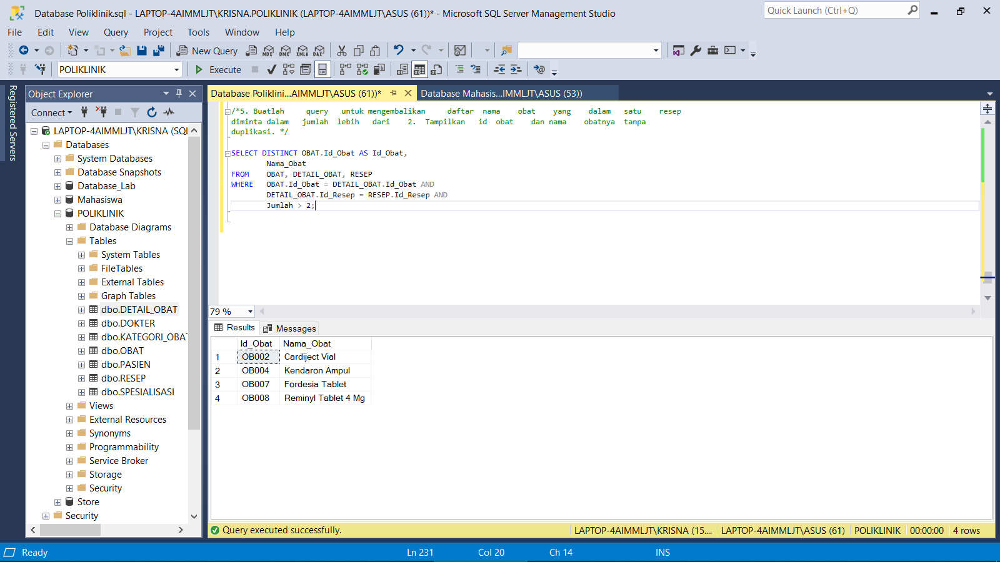 Database Poliklinik.sql - LAPTOP-4AIMMLJT\KRISNA.POLIKLINIK (LAPTOP-4AIMMLJT\ASUS (61))* - Microsoft SQL Server Management Studio
Quick Launch (Ctrl+Q)
File Edit View Query Project Tools Window Help
New Query MDX DMX XMLA DAX
POLIKLINIK Execute
Registered Servers
Object Explorer
Connect
LAPTOP-4AIMMLJT\KRISNA (SQL
Databases
System Databases
Database Snapshots
Database_Lab
Mahasiswa
POLIKLINIK
Database Diagrams
Tables
System Tables
FileTables
External Tables
Graph Tables
dbo.DETAIL_OBAT
dbo.DOKTER
dbo.KATEGORI_OBAT
dbo.OBAT
dbo.PASIEN
dbo.RESEP
dbo.SPESIALISASI
Views
External Resources
Synonyms
Programmability
Service Broker
Storage
Security
Store
Security
Database Poliklini...AIMMLJT\ASUS (61))* Database Mahasis...IMMLJT\ASUS (53))
/*5. Buatlah query untuk mengembalikan daftar nama obat yang dalam satu resep
diminta dalam jumlah lebih dari 2. Tampilkan id obat dan nama obatnya tanpa
duplikasi. */
SELECT DISTINCT OBAT.Id_Obat AS Id_Obat,
Nama_Obat
FROM OBAT, DETAIL_OBAT, RESEP
WHERE OBAT.Id_Obat = DETAIL_OBAT.Id_Obat AND
DETAIL_OBAT.Id_Resep = RESEP.Id_Resep AND
Jumlah > 2;
79 %
Results Messages
Id_Obat Nama_Obat
1 OB002 Cardiject Vial
2 OB004 Kendaron Ampul
3 OB007 Fordesia Tablet
4 OB008 Reminyl Tablet 4 Mg
Query executed successfully. LAPTOP-4AIMMLJT\KRISNA (15.... LAPTOP-4AIMMLJT\ASUS (61) POLIKLINIK 00:00:00 4 rows
Ready Ln 231 Col 20 Ch 14 INS